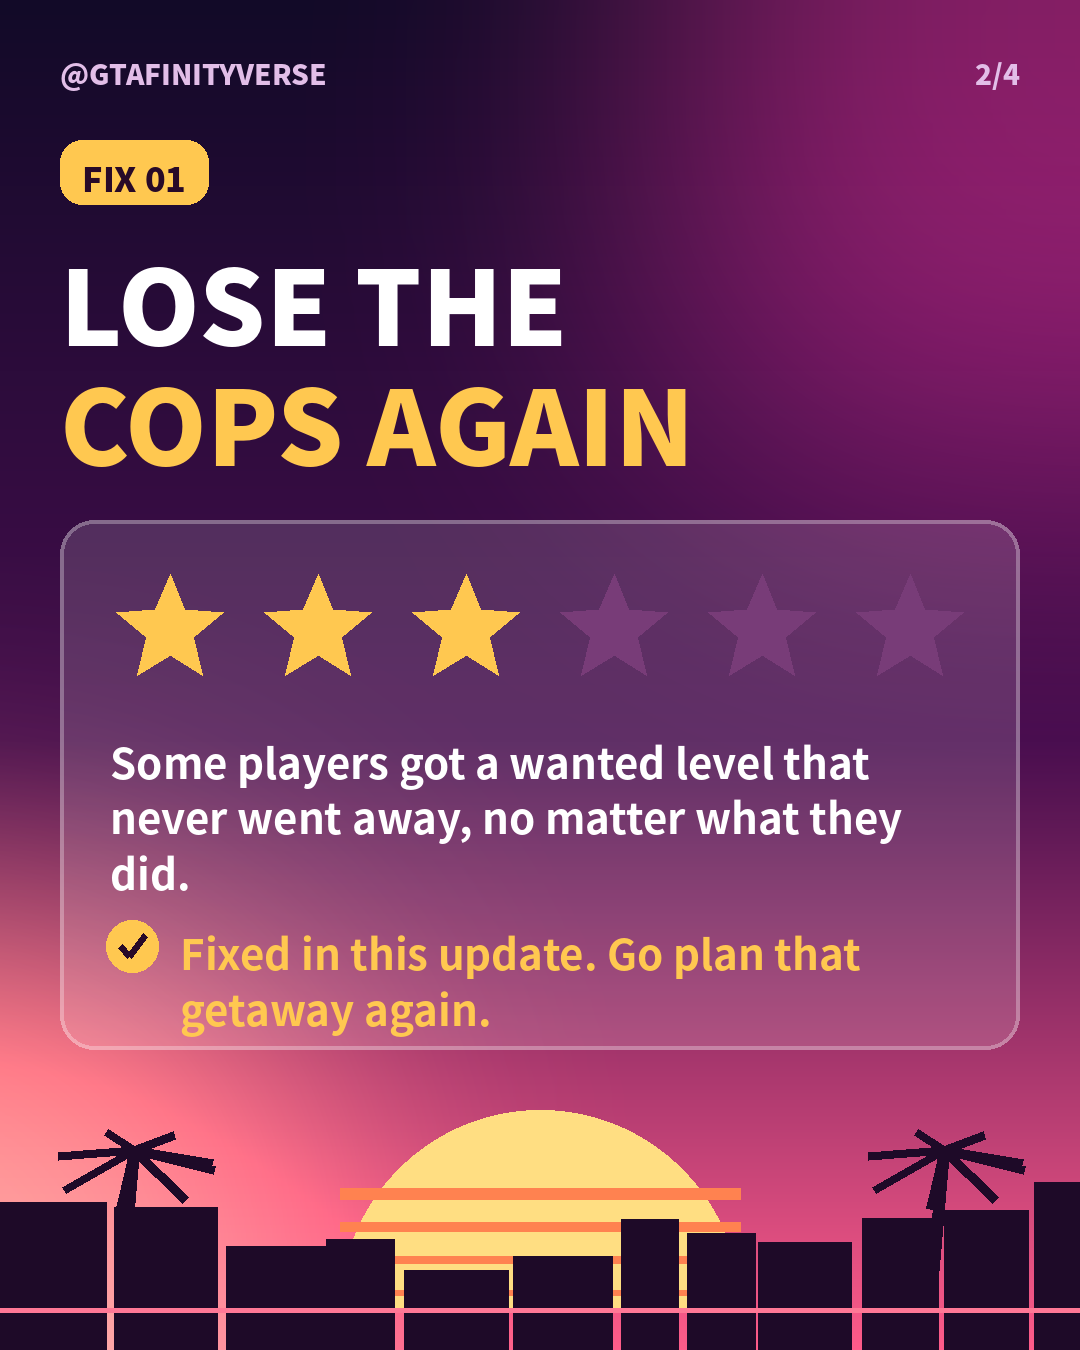 @GTAFINITYVERSE
2/4
FIX 01
LOSE THE
COPS AGAIN
Some players got a wanted level that
never went away, no matter what they
did.
Fixed in this update. Go plan that
getaway again.